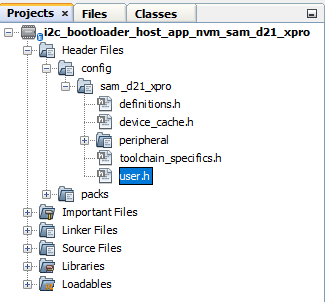 Projects Files Classes
i2c_bootloader_host_app_nvm_sam_d21_xpro
Header Files
config
sam_d21_xpro
definitions.h
device_cache.h
peripheral
toolchain_specifics.h
user.h
packs
Important Files
Linker Files
Source Files
Libraries
Loadables